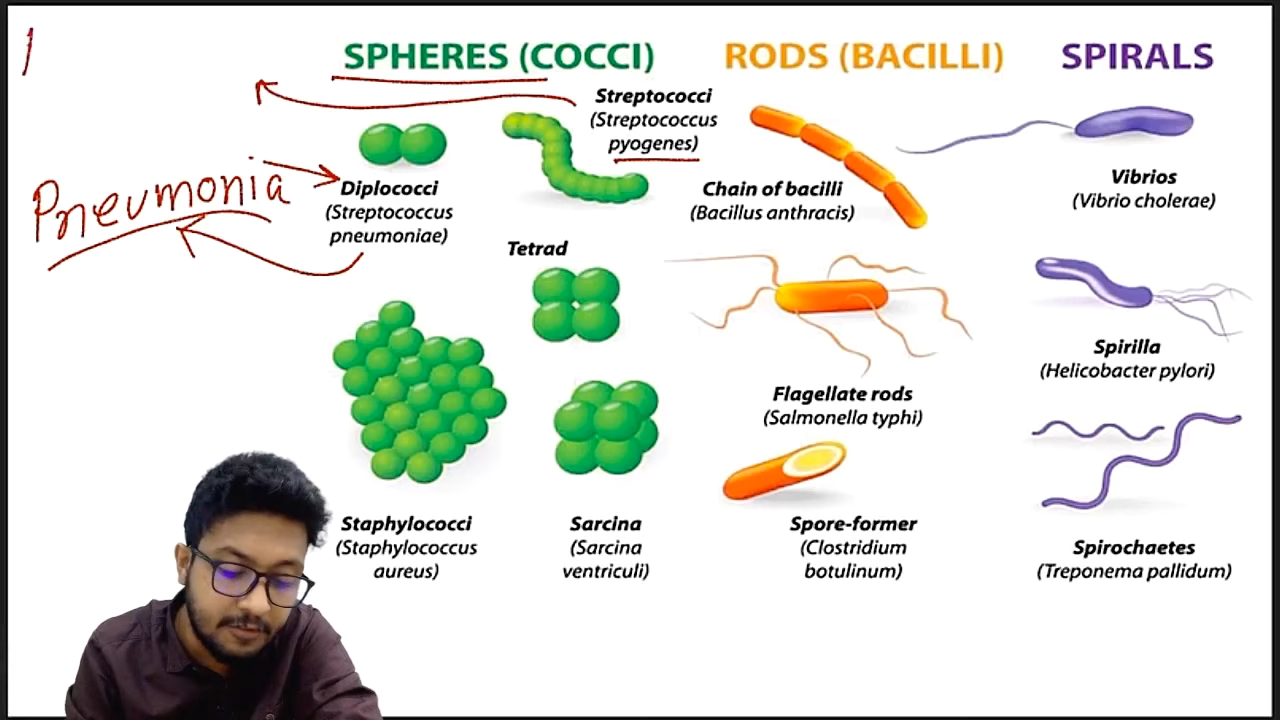 SPHERES (COCCI)
RODS (BACILLI)
SPIRALS
Streptococci
(Streptococcus
pyogenes)
Pneumonia
Diplococci
(Streptococcus
pneumoniae)
Tetrad
Staphylococci
(Staphylococcus
aureus)
Sarcina
(Sarcina
ventriculi)
Chain of bacilli
(Bacillus anthracis)
Flagellate rods
(Salmonella typhi)
Spore-former
(Clostridium
botulinum)
Vibrios
(Vibrio cholerae)
Spirilla
(Helicobacter pylori)
Spirochaetes
(Treponema pallidum)